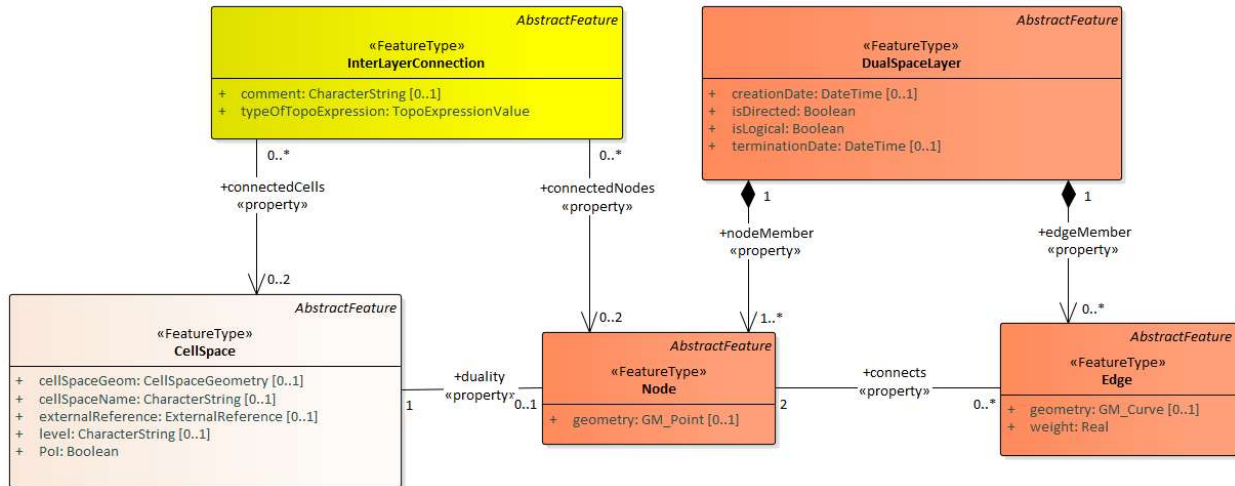 AbstractFeature
«FeatureType»
InterLayerConnection
+ comment: CharacterString [0..1]
+ typeOfTopoExpression: TopoExpressionValue
AbstractFeature
«FeatureType»
DualSpaceLayer
+ creationDate: DateTime [0..1]
+ isDirected: Boolean
+ isLogical: Boolean
+ terminationDate: DateTime [0..1]
0..*
+connectedCells
«property»
0..2
0..*
+connectedNodes
«property»
0..2
1
+nodeMember
«property»
1..*
1
+edgeMember
«property»
0..*
AbstractFeature
«FeatureType»
CellSpace
+ cellSpaceGeom: CellSpaceGeometry [0..1]
+ cellSpaceName: CharacterString [0..1]
+ externalReference: ExternalReference [0..1]
+ level: CharacterString [0..1]
+ PoI: Boolean
+duality
«property»
1
0..1
AbstractFeature
«FeatureType»
Node
+ geometry: GM_Point [0..1]
+connects
«property»
2
0..*
AbstractFeature
«FeatureType»
Edge
+ geometry: GM_Curve [0..1]
+ weight: Real